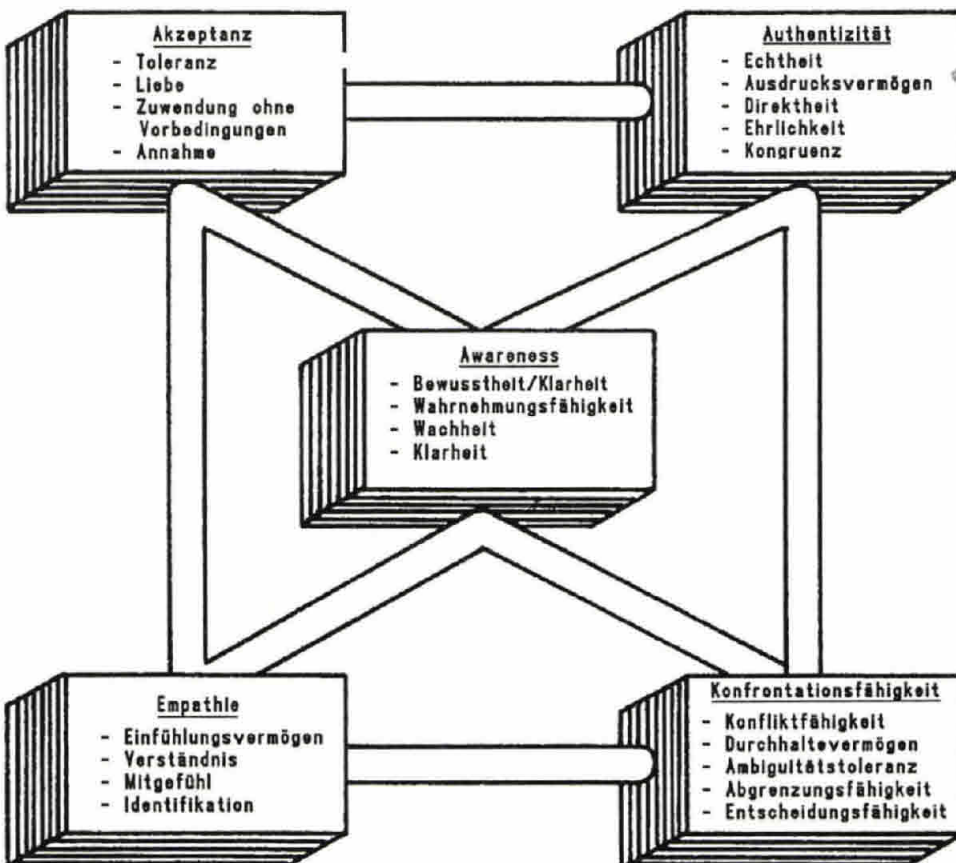 Akzeptanz
- Toleranz
- Liebe
- Zuwendung ohne
Vorbedingungen
- Annahme
Authentizität
- Echtheit
- Ausdrucksvermögen
- Direktheit
- Ehrlichkeit
- Kongruenz
Awareness
- Bewusstheit/Klarheit
- Wahrnehmungsfähigkeit
- Wachheit
- Klarheit
Empathie
- Einfühlungsvermögen
- Verständnis
- Mitgefühl
- Identifikation
Konfrontationsfähigkeit
- Konfliktfähigkeit
- Durchhaltevermögen
- Ambiguitätstoleranz
- Abgrenzungsfähigkeit
- Entscheidungsfähigkeit